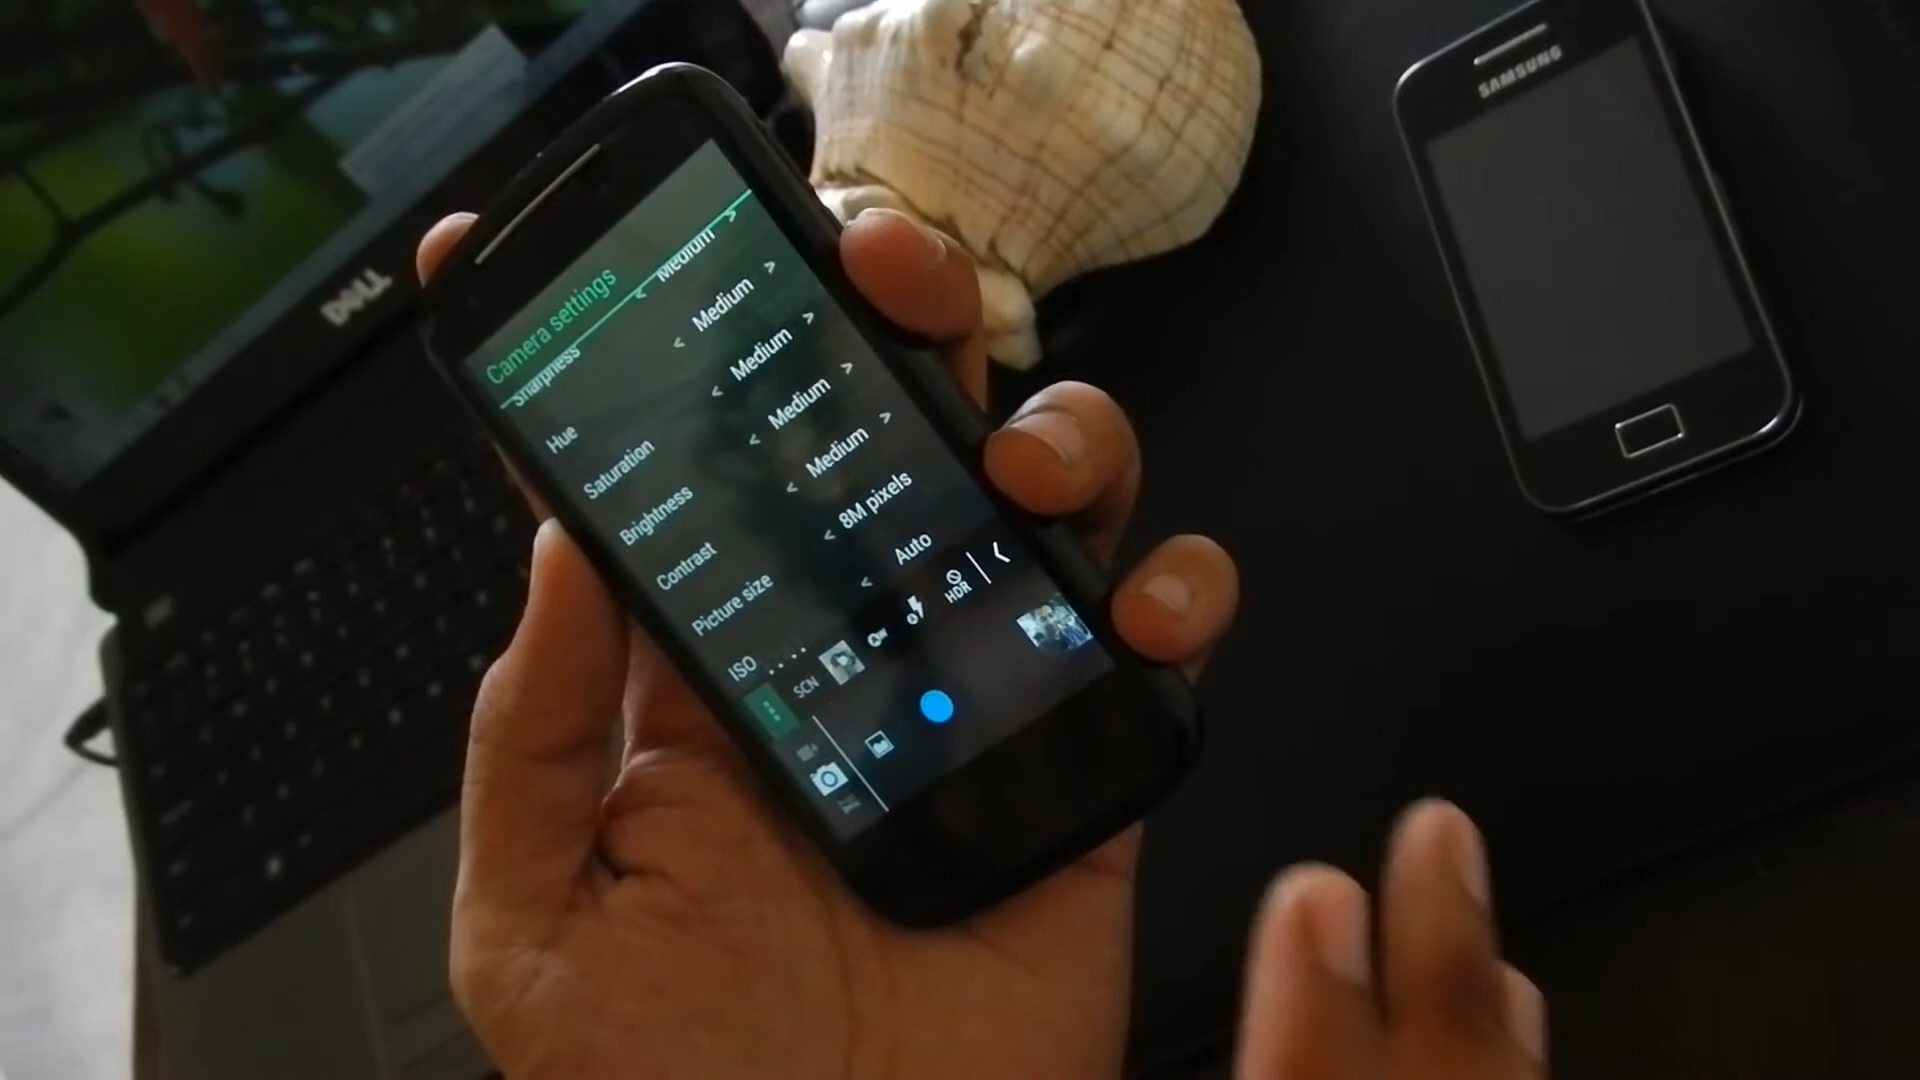 DELL
SAMSUNG
Camera settings
Sharpness < Medium >
Hue < Medium >
Saturation < Medium >
Brightness < Medium >
Contrast < Medium >
Picture size < 8M pixels
ISO < Auto
SCN
HDR